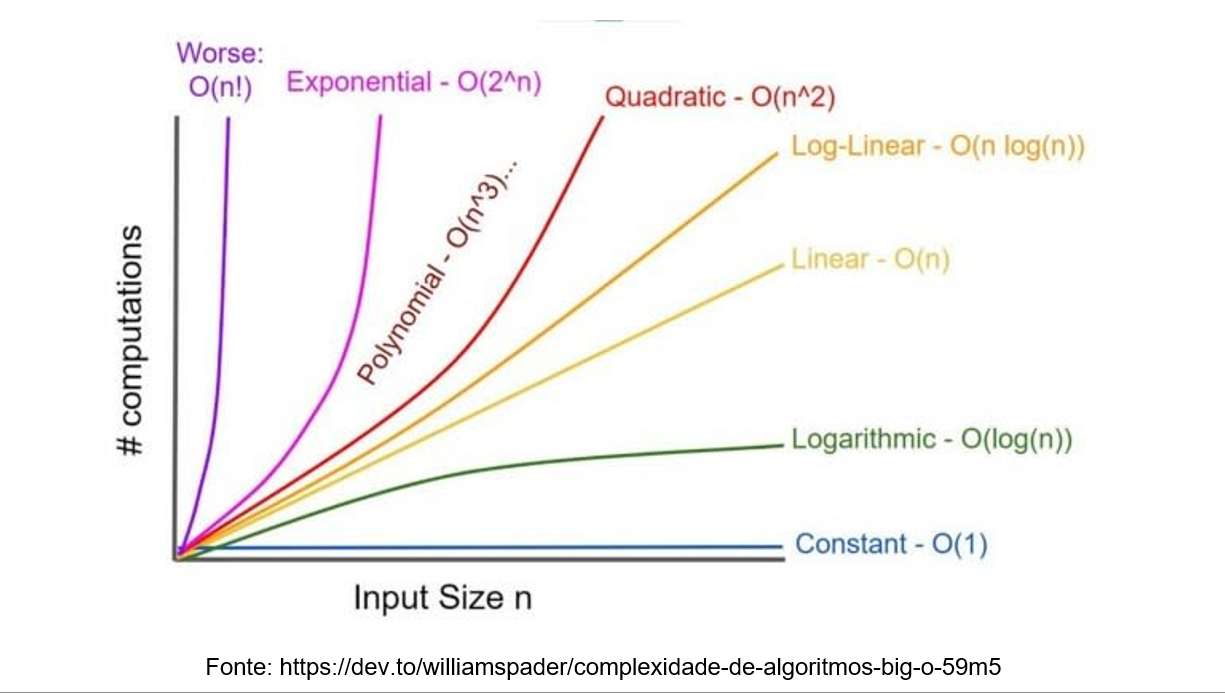 Worse:
O(n!)
Exponential - O(2^n)
Quadratic - O(n^2)
Log-Linear - O(n log(n))
Polynomial - O(n^3)...
Linear - O(n)
# computations
Logarithmic - O(log(n))
Constant - O(1)
Input Size n
Fonte: https://dev.to/williamspader/complexidade-de-algoritmos-big-o-59m5